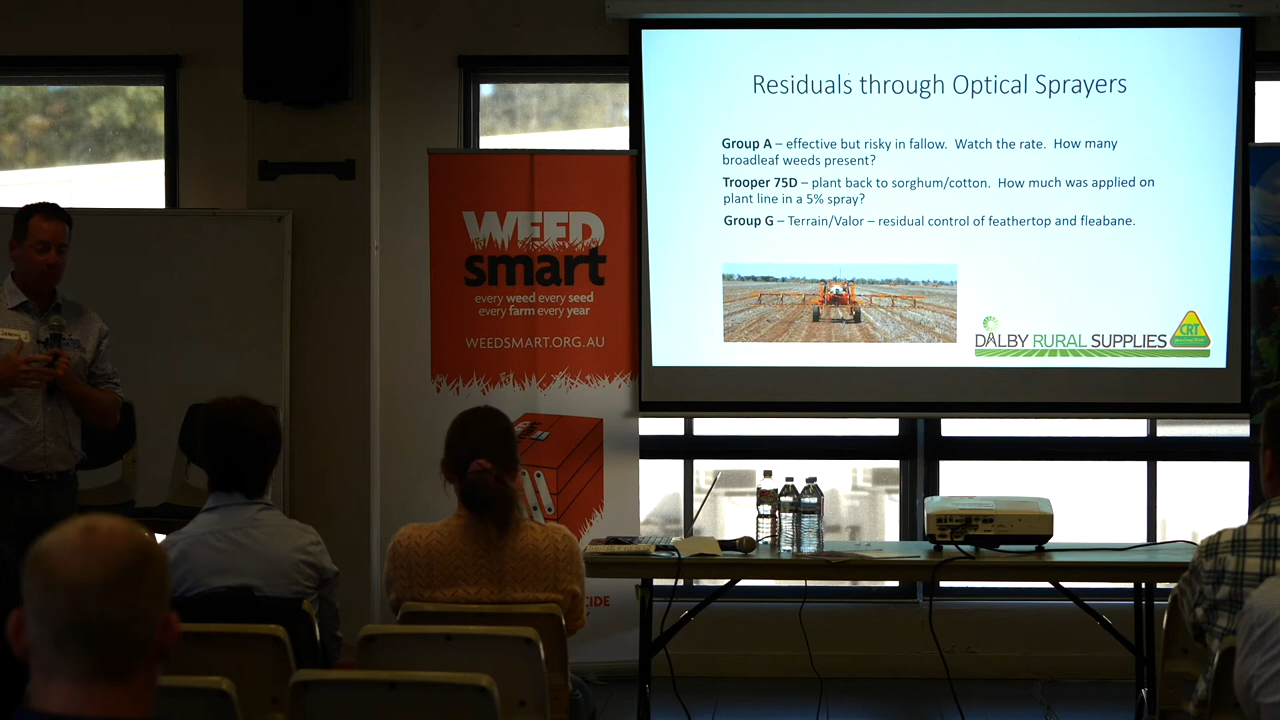 Residuals through Optical Sprayers
Group A – effective but risky in fallow. Watch the rate. How many
broadleaf weeds present?
Trooper 75D – plant back to sorghum/cotton. How much was applied on
plant line in a 5% spray?
Group G – Terrain/Valor – residual control of feathertop and fleabane.
DALBY RURAL SUPPLIES
CRT
WEED
smart
every weed every seed
every farm every year
WEEDSMART.ORG.AU